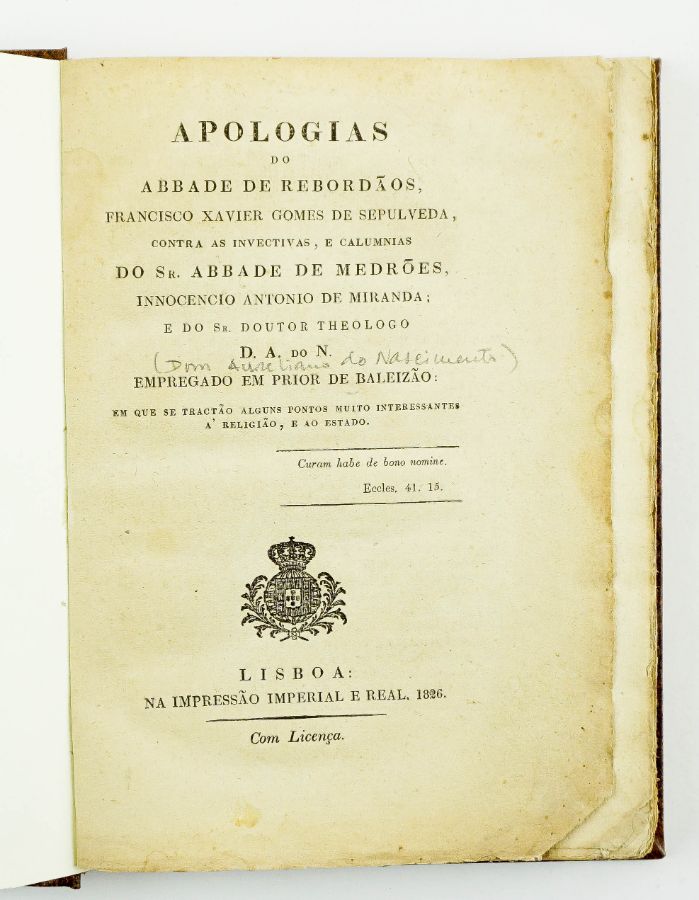 APOLOGIAS
DO
ABBADE DE REBORDÃOS,
FRANCISCO XAVIER GOMES DE SEPULVEDA,
CONTRA AS INVECTIVAS, E CALUMNIAS
DO SR. ABBADE DE MEDRÕES,
INNOCENCIO ANTONIO DE MIRANDA;
E DO SR. DOUTOR THEOLOGO
D. A. DO N.
(Dom Aureliano do Nascimento)
EMPREGADO EM PRIOR DE BALEIZÃO:
EM QUE SE TRACTÃO ALGUNS PONTOS MUITO INTERESSANTES
A' RELIGIÃO, E AO ESTADO.
Curam habe de bono nomine.
Eccles. 41. 15.
LISBOA:
NA IMPRESSÃO IMPERIAL E REAL. 1826.
Com Licença.